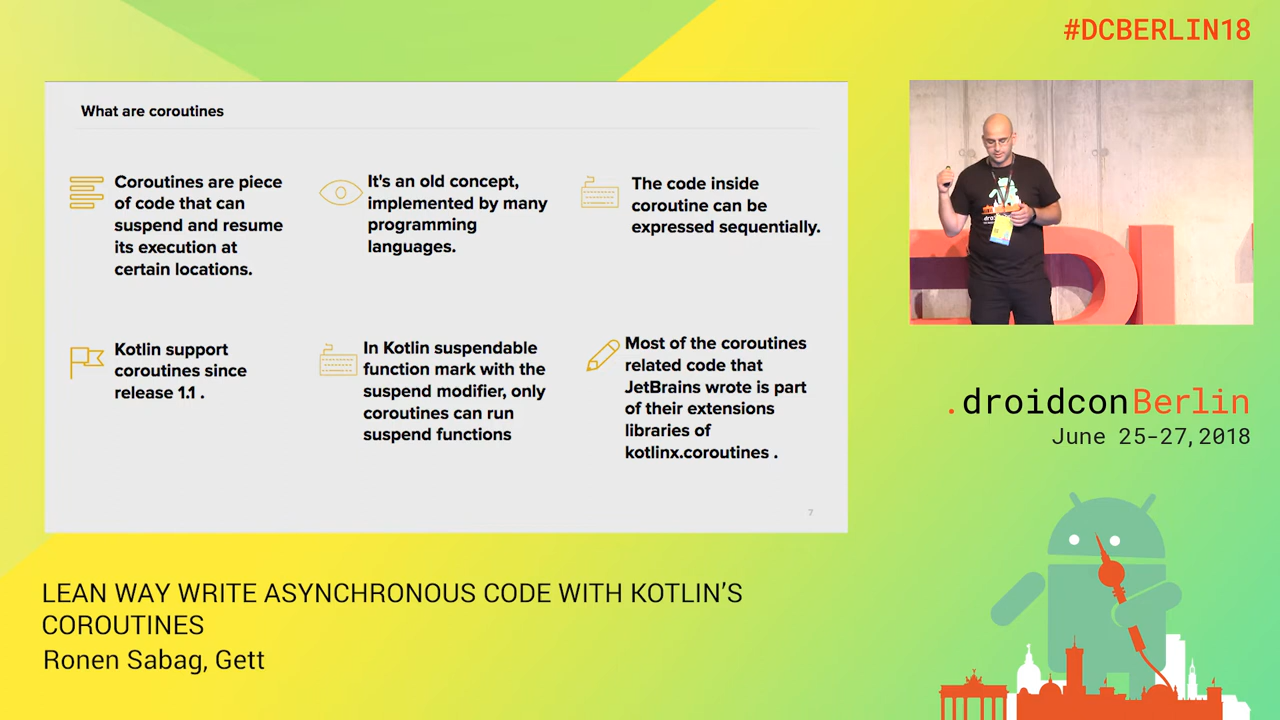 #DCBERLIN18
What are coroutines
Coroutines are piece
of code that can
suspend and resume
its execution at
certain locations.
It's an old concept,
implemented by many
programming
languages.
The code inside
coroutine can be
expressed sequentially.
Kotlin support
coroutines since
release 1.1 .
In Kotlin suspendable
function mark with the
suspend modifier, only
coroutines can run
suspend functions
Most of the coroutines
related code that
JetBrains wrote is part
of their extensions
libraries of
kotlinx.coroutines .
7
.droidconBerlin
June 25-27, 2018
LEAN WAY WRITE ASYNCHRONOUS CODE WITH KOTLIN'S
COROUTINES
Ronen Sabag, Gett